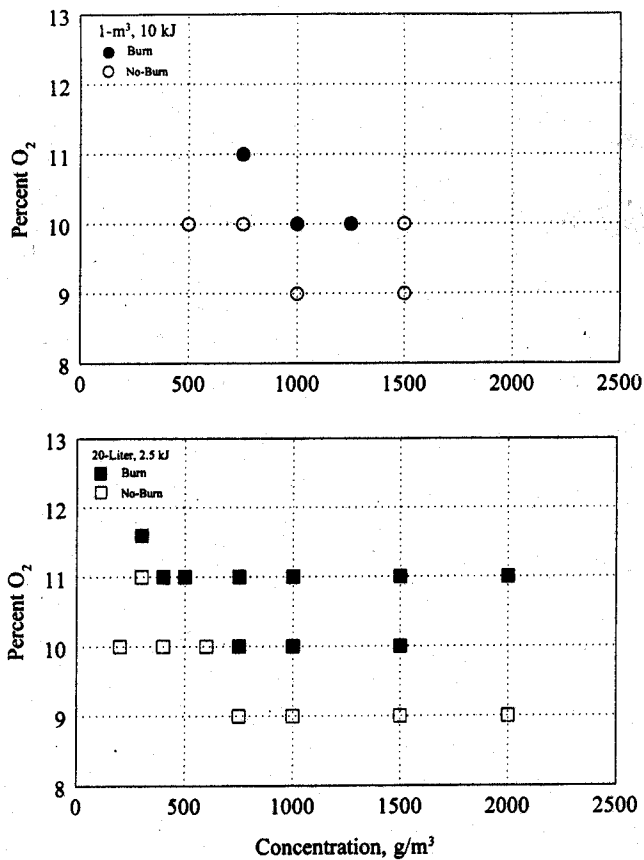 13
1-m³, 10 kJ
Burn
No-Burn
12
11
10
9
8
Percent O₂
0 500 1000 1500 2000 2500
13
20-Liter, 2.5 kJ
Burn
No-Burn
12
11
10
9
8
Percent O₂
0 500 1000 1500 2000 2500
Concentration, g/m³